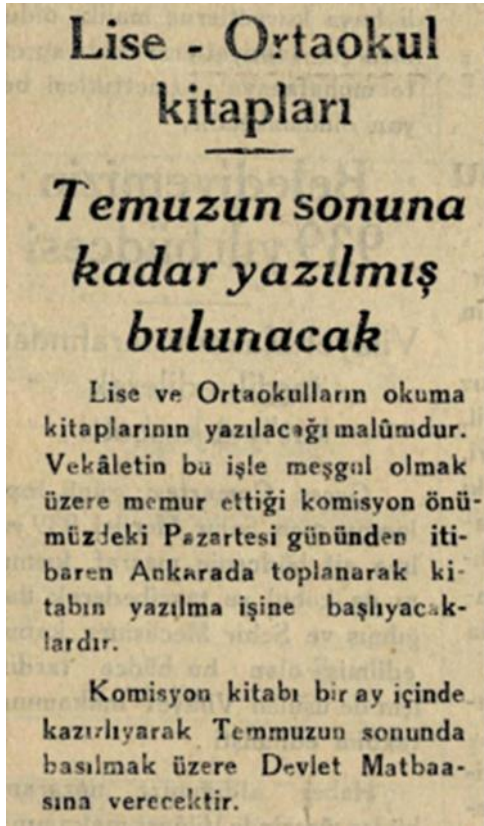 Lise - Ortaokul
kitapları
Temuzun sonuna
kadar yazılmış
bulunacak
Lise ve Ortaokulların okuma
kitaplarının yazılacağı malûmdur.
Vekâletin bu işle meşgul olmak
üzere memur ettiği komisyon önü-
müzdeki Pazartesi gününden iti-
baren Ankarada toplanarak ki-
tabın yazılma işine başlıyacak-
lardır.
Komisyon kitabı bir ay içinde
kazırlıyarak Temmuzun sonunda
basılmak üzere Devlet Matbaa-
sına verecektir.